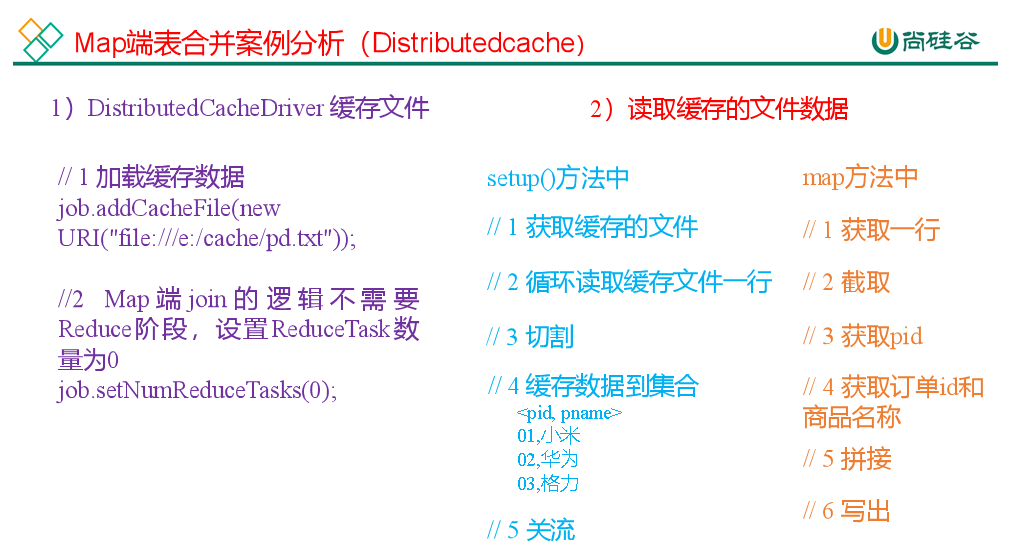 Map端表合并案例分析（Distributedcache）
尚硅谷
1）DistributedCacheDriver 缓存文件
// 1 加载缓存数据
job.addCacheFile(new
URI("file:///e:/cache/pd.txt"));
//2 Map端join的逻辑不需要
Reduce阶段，设置ReduceTask数
量为0
job.setNumReduceTasks(0);
2）读取缓存的文件数据
setup()方法中
// 1 获取缓存的文件
// 2 循环读取缓存文件一行
// 3 切割
// 4 缓存数据到集合
<pid, pname>
01,小米
02,华为
03,格力
// 5 关流
map方法中
// 1 获取一行
// 2 截取
// 3 获取pid
// 4 获取订单id和
商品名称
// 5 拼接
// 6 写出